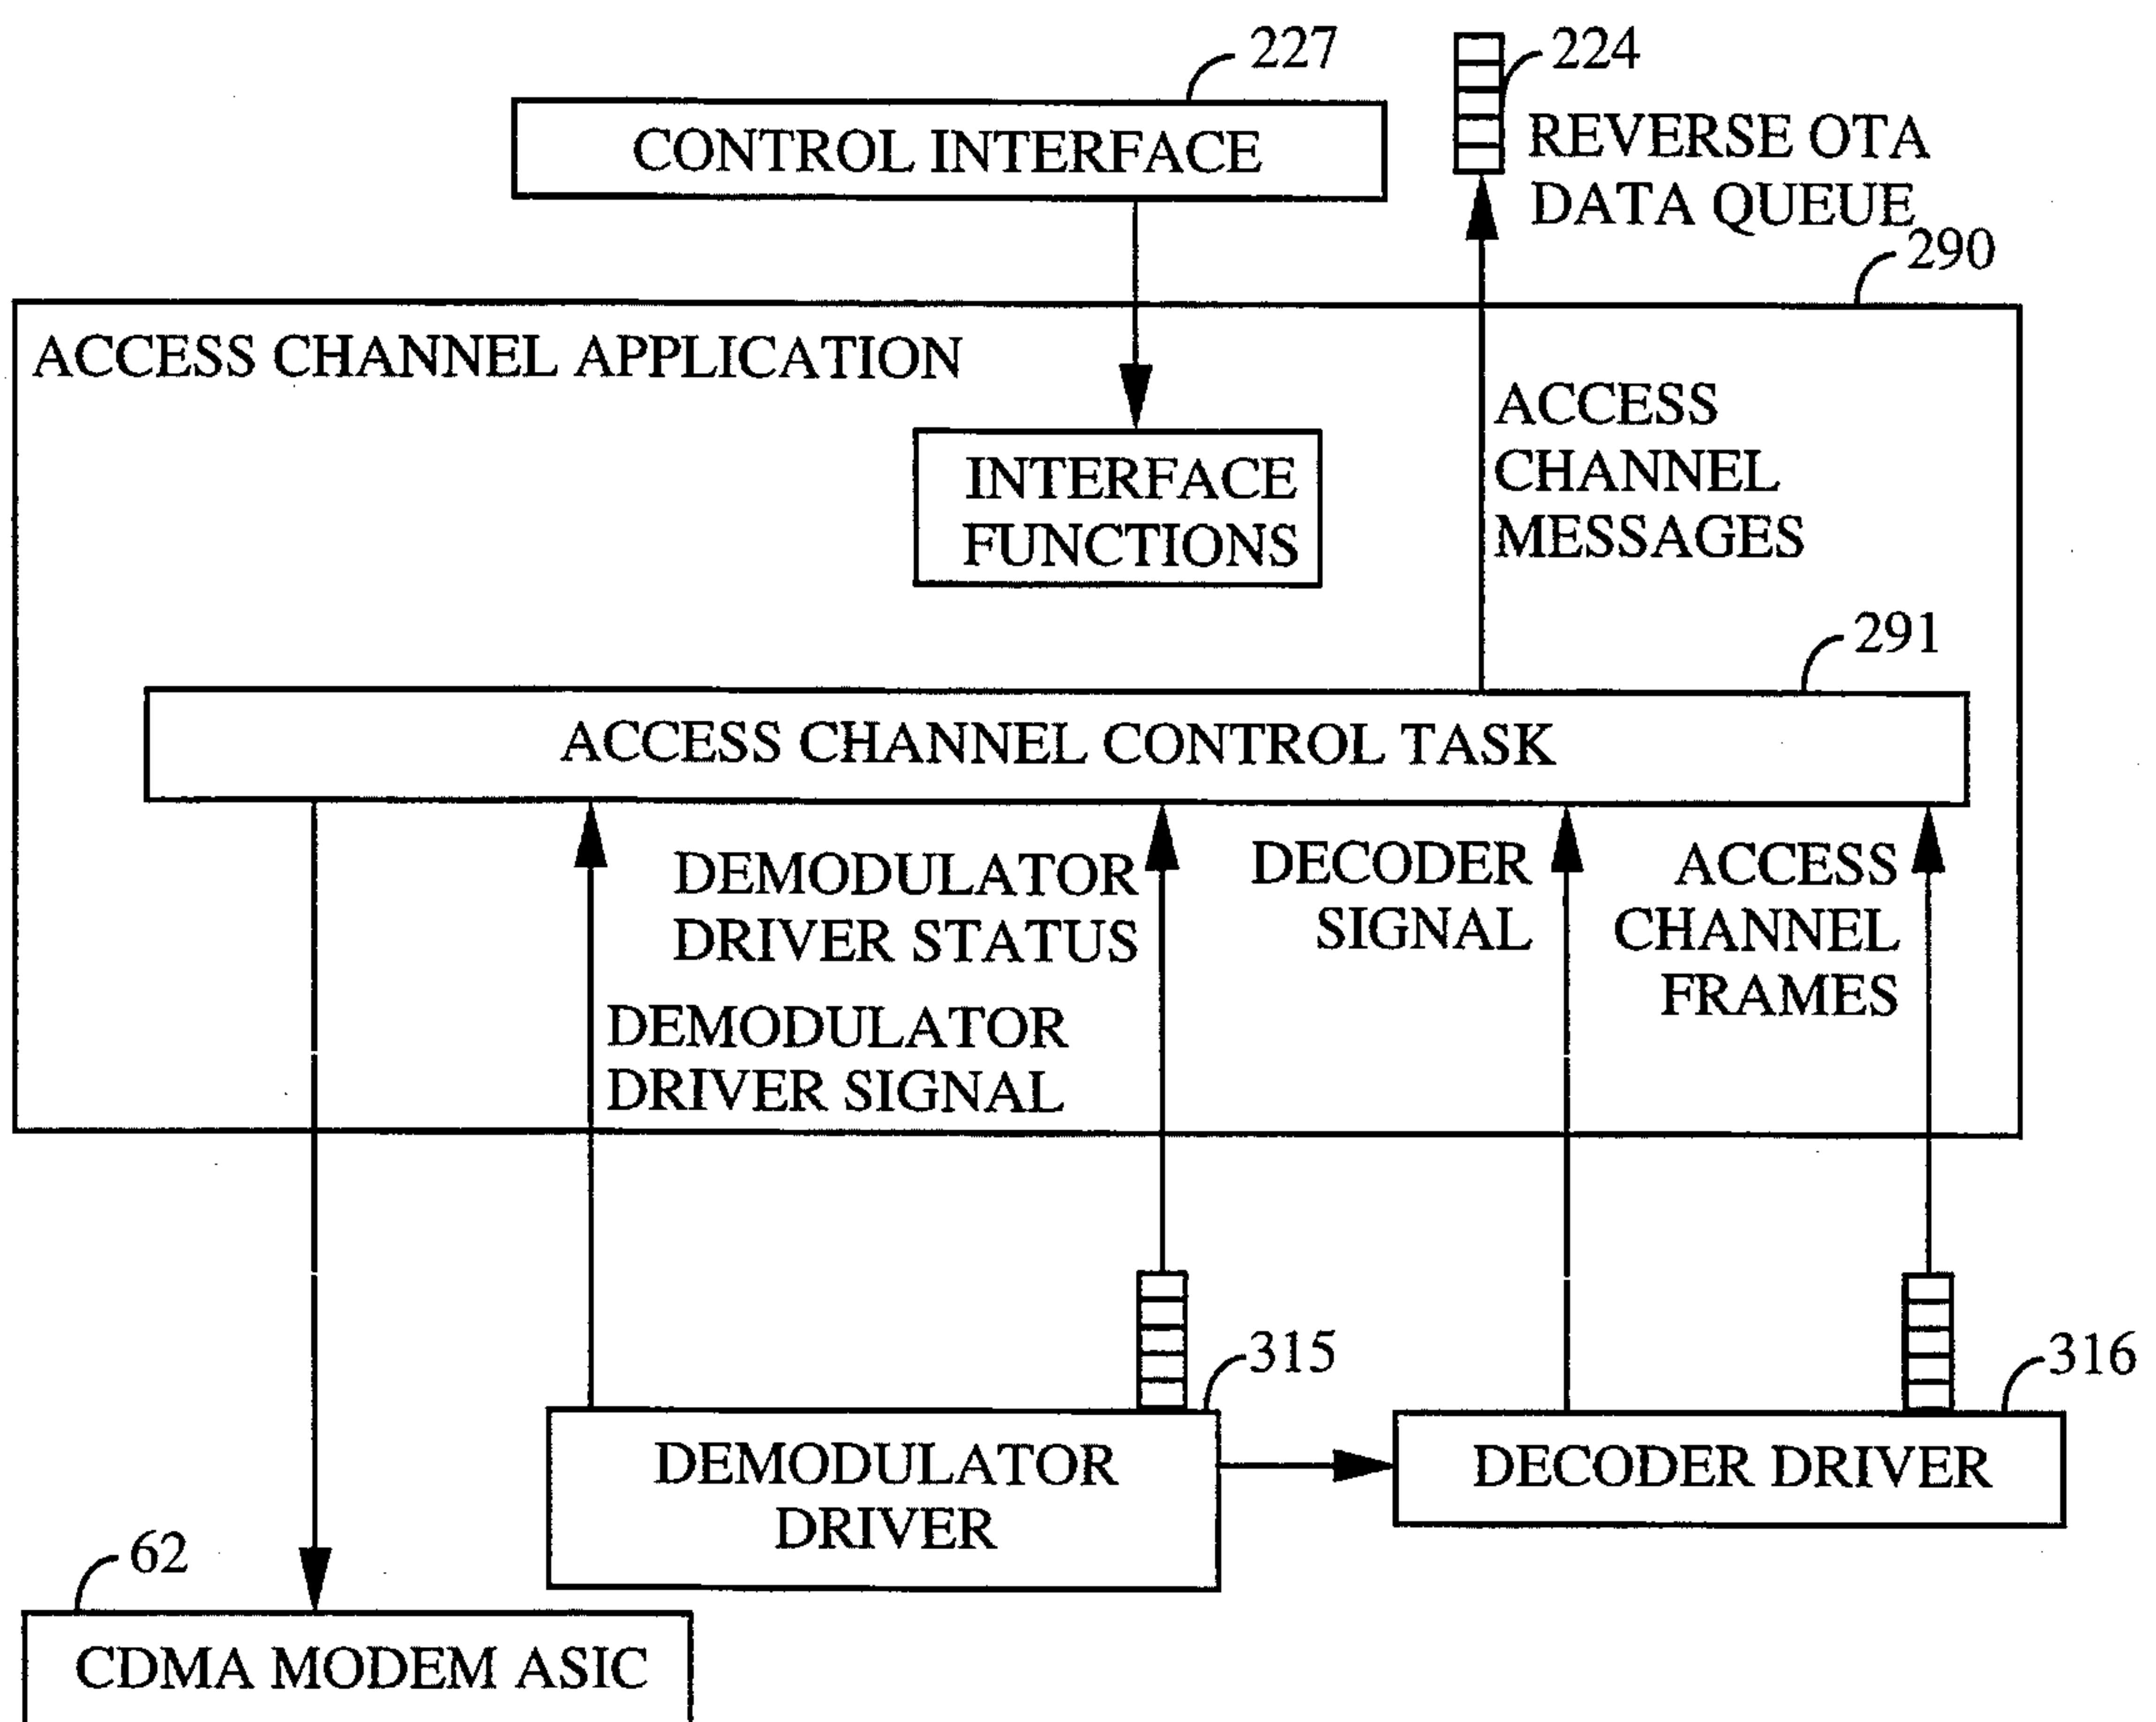 227
224
CONTROL INTERFACE
REVERSE OTA
DATA QUEUE
290
ACCESS CHANNEL APPLICATION
ACCESS
CHANNEL
MESSAGES
INTERFACE
FUNCTIONS
291
ACCESS CHANNEL CONTROL TASK
DEMODULATOR
DRIVER STATUS
DECODER
SIGNAL
ACCESS
CHANNEL
FRAMES
DEMODULATOR
DRIVER SIGNAL
315
316
DEMODULATOR
DRIVER
DECODER DRIVER
62
CDMA MODEM ASIC